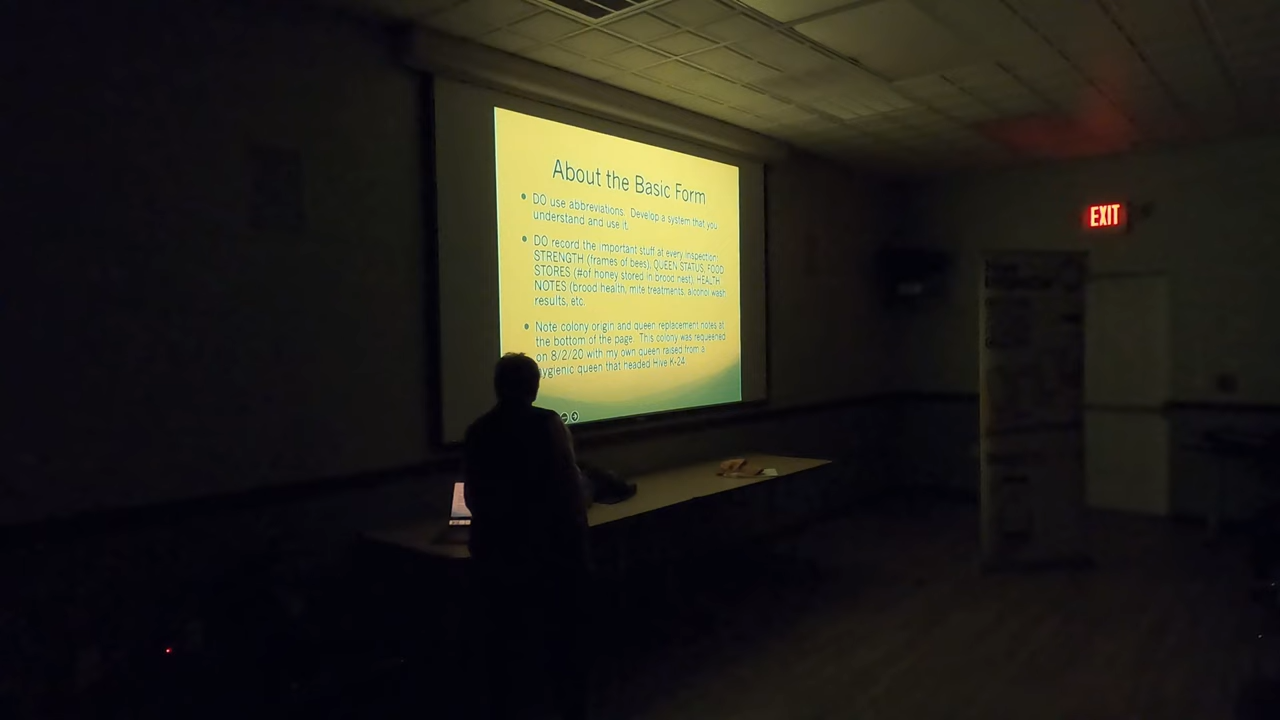 About the Basic Form
DO use abbreviations. Develop a system that you
understand and use it.
DO record the important stuff at every inspection:
STRENGTH (frames of bees), QUEEN STATUS, FOOD
STORES (#of honey stored in brood nest), HEALTH
NOTES (brood health, mite treatments, alcohol wash
results, etc.
Note colony origin and queen replacement notes at
the bottom of the page. This colony was requeened
on 8/2/20 with my own queen raised from a
hygienic queen that headed Hive K-24.
EXIT